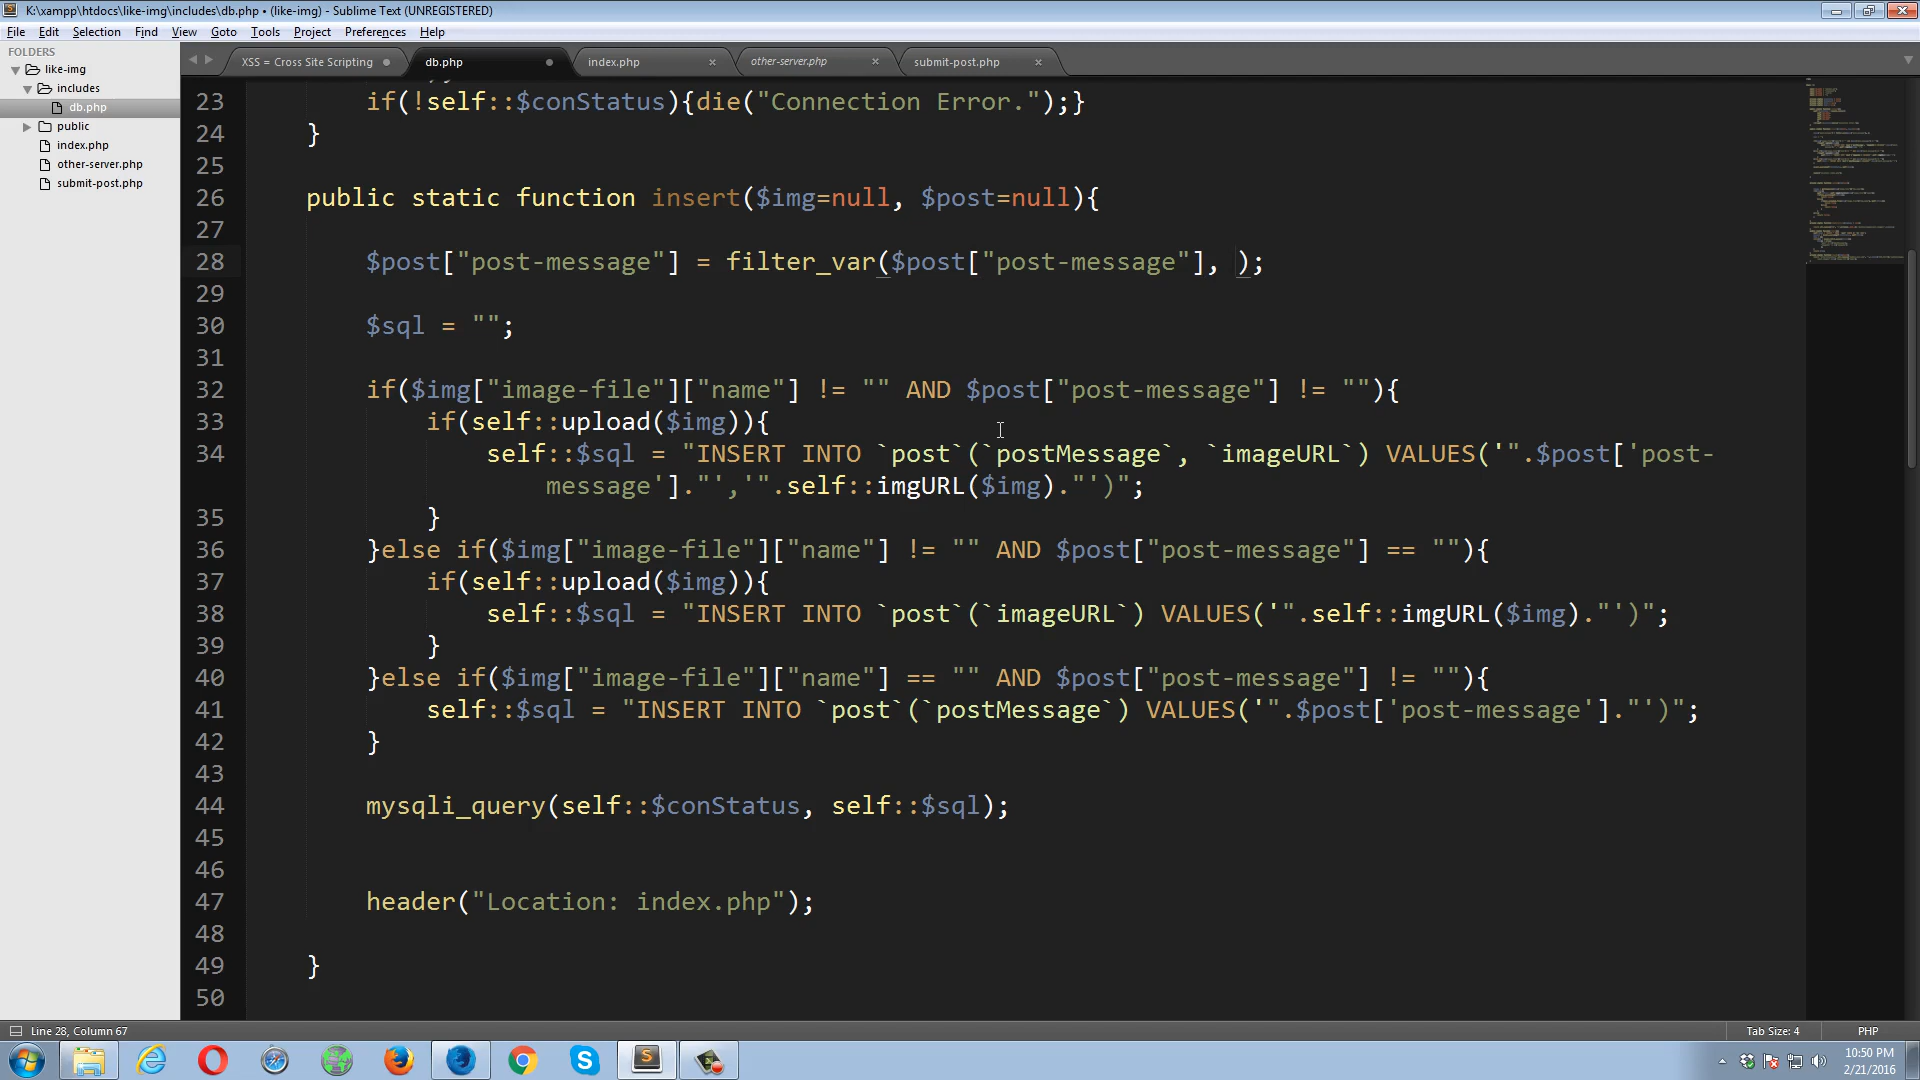 K:\xampp\htdocs\like-img\includes\db.php • (like-img) - Sublime Text (UNREGISTERED)
File Edit Selection Find View Goto Tools Project Preferences Help
FOLDERS
like-img
includes
db.php
public
index.php
other-server.php
submit-post.php
XSS = Cross Site Scripting db.php index.php other-server.php submit-post.php
23 if(!self::$conStatus){die("Connection Error.");}
24 }
25
26 public static function insert($img=null, $post=null){
27
28 $post["post-message"] = filter_var($post["post-message"], );
29
30 $sql = "";
31
32 if($img["image-file"]["name"] != "" AND $post["post-message"] != ""){
33 if(self::upload($img)){
34 self::$sql = "INSERT INTO `post`(`postMessage`, `imageURL`) VALUES('".$post['post-
message']."','".self::imgURL($img)."')";
35 }
36 }else if($img["image-file"]["name"] != "" AND $post["post-message"] == ""){
37 if(self::upload($img)){
38 self::$sql = "INSERT INTO `post`(`imageURL`) VALUES('".self::imgURL($img)."')";
39 }
40 }else if($img["image-file"]["name"] == "" AND $post["post-message"] != ""){
41 self::$sql = "INSERT INTO `post`(`postMessage`) VALUES('".$post['post-message']."')";
42 }
43
44 mysqli_query(self::$conStatus, self::$sql);
45
46
47 header("Location: index.php");
48
49 }
50
Line 28, Column 67
Tab Size: 4 PHP
10:50 PM
2/21/2016